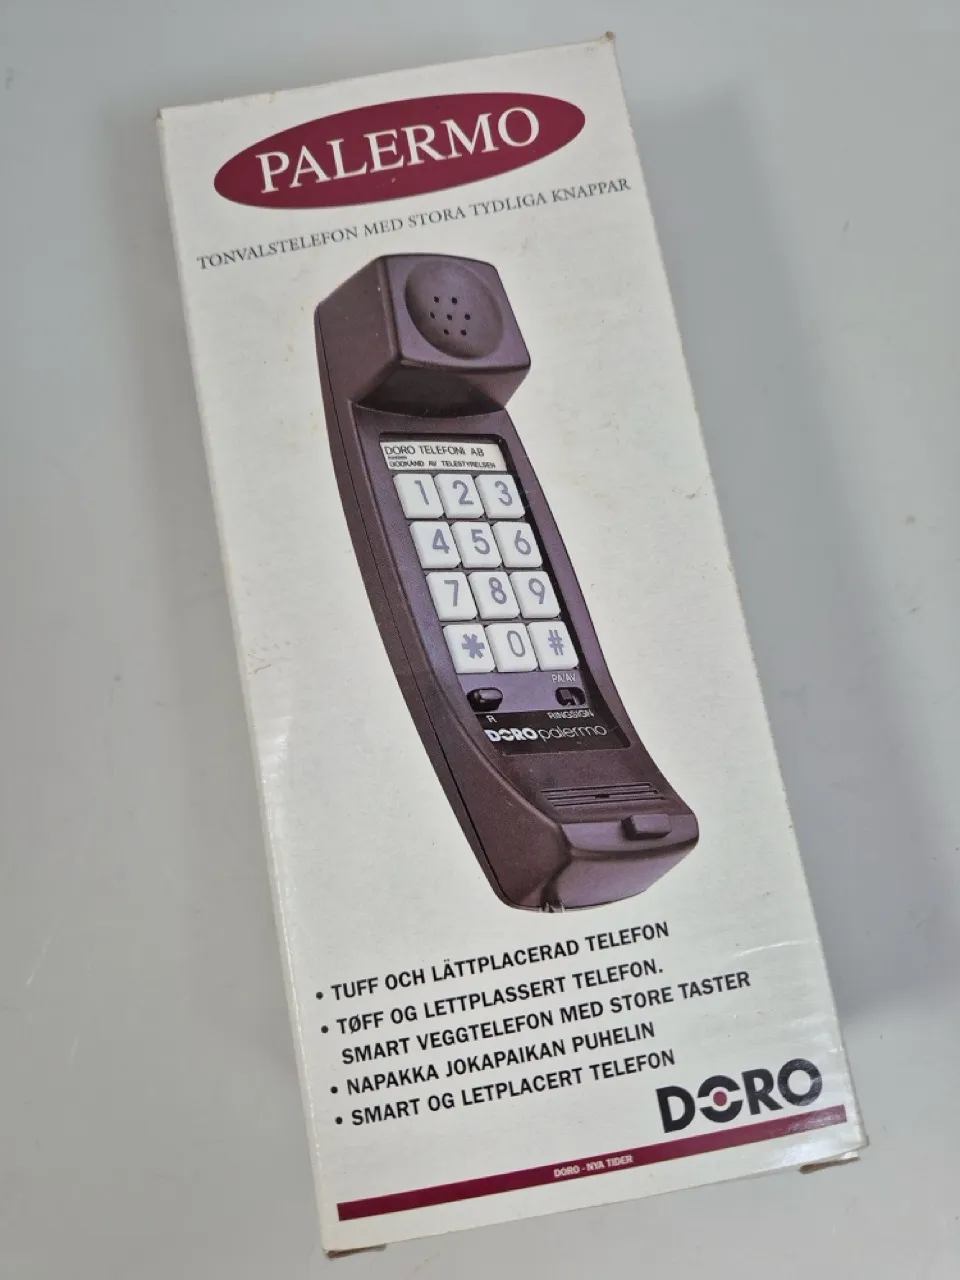 PALERMO
TONVALSTELEFON MED STORA TYDLIGA KNAPPAR
DORO TELEFONI AB
GODKÄND AV TELESTYRELSEN
1 2 3
4 5 6
7 8 9
* 0 #
PÅ/AV
R RINGSIGN
DORO palermo
• TUFF OCH LÄTTPLACERAD TELEFON
• TØFF OG LETTPLASSERT TELEFON.
SMART VEGGTELEFON MED STORE TASTER
• NAPAKKA JOKAPAIKAN PUHELIN
• SMART OG LETPLACERT TELEFON
DORO
DORO - NYA TIDER